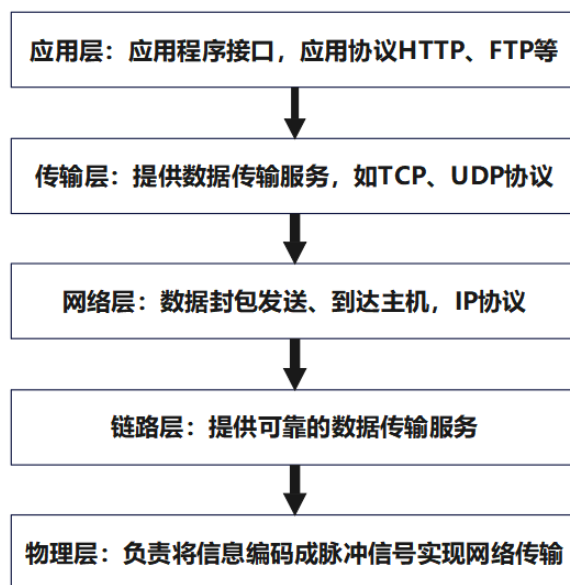 应用层：应用程序接口，应用协议HTTP、FTP等
传输层：提供数据传输服务，如TCP、UDP协议
网络层：数据封包发送、到达主机，IP协议
链路层：提供可靠的数据传输服务
物理层：负责将信息编码成脉冲信号实现网络传输